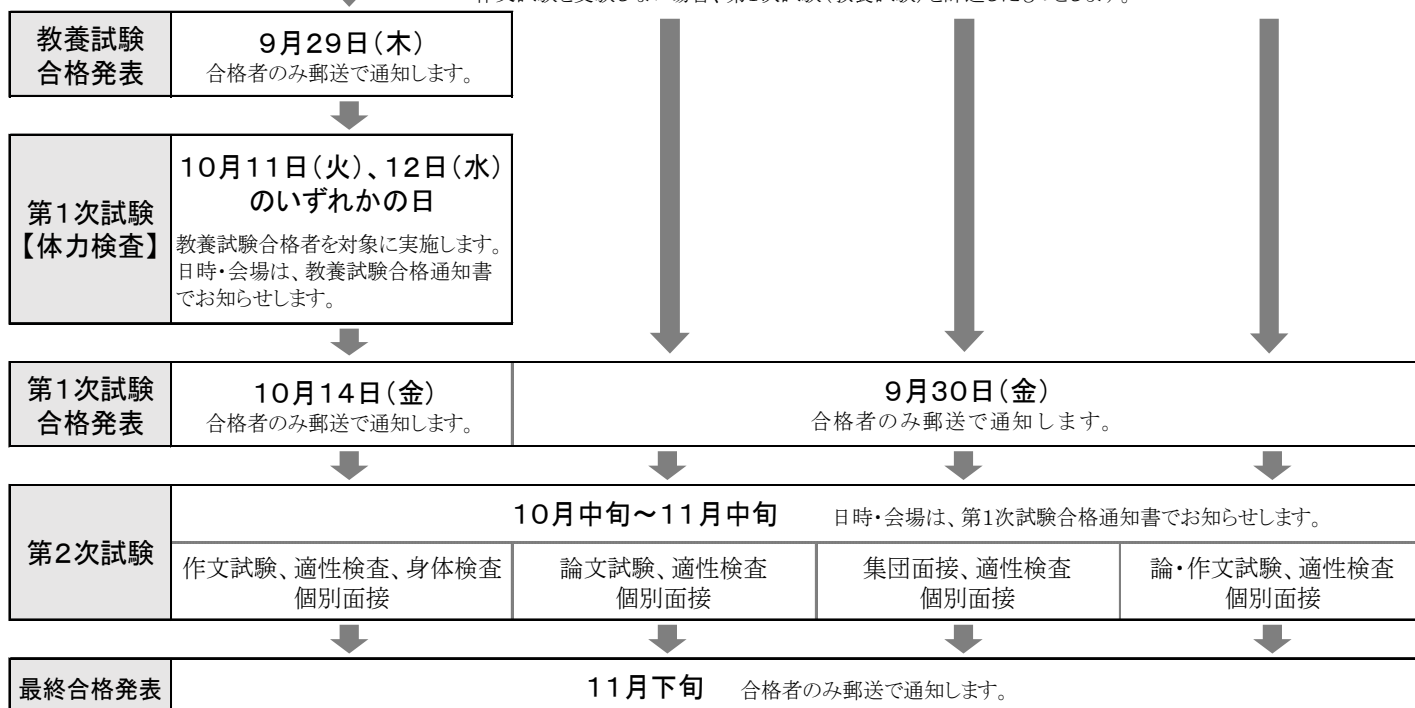 教養試験
合格発表
9月29日(木)
合格者のみ郵送で通知します。
第1次試験
【体力検査】
10月11日(火)、12日(水)
のいずれかの日
教養試験合格者を対象に実施します。
日時・会場は、教養試験合格通知書
でお知らせします。
第1次試験
合格発表
10月14日(金)
合格者のみ郵送で通知します。
9月30日(金)
合格者のみ郵送で通知します。
第2次試験
10月中旬~11月中旬 日時・会場は、第1次試験合格通知書でお知らせします。
作文試験、適性検査、身体検査
個別面接
論文試験、適性検査
個別面接
集団面接、適性検査
個別面接
論・作文試験、適性検査
個別面接
最終合格発表
11月下旬 合格者のみ郵送で通知します。